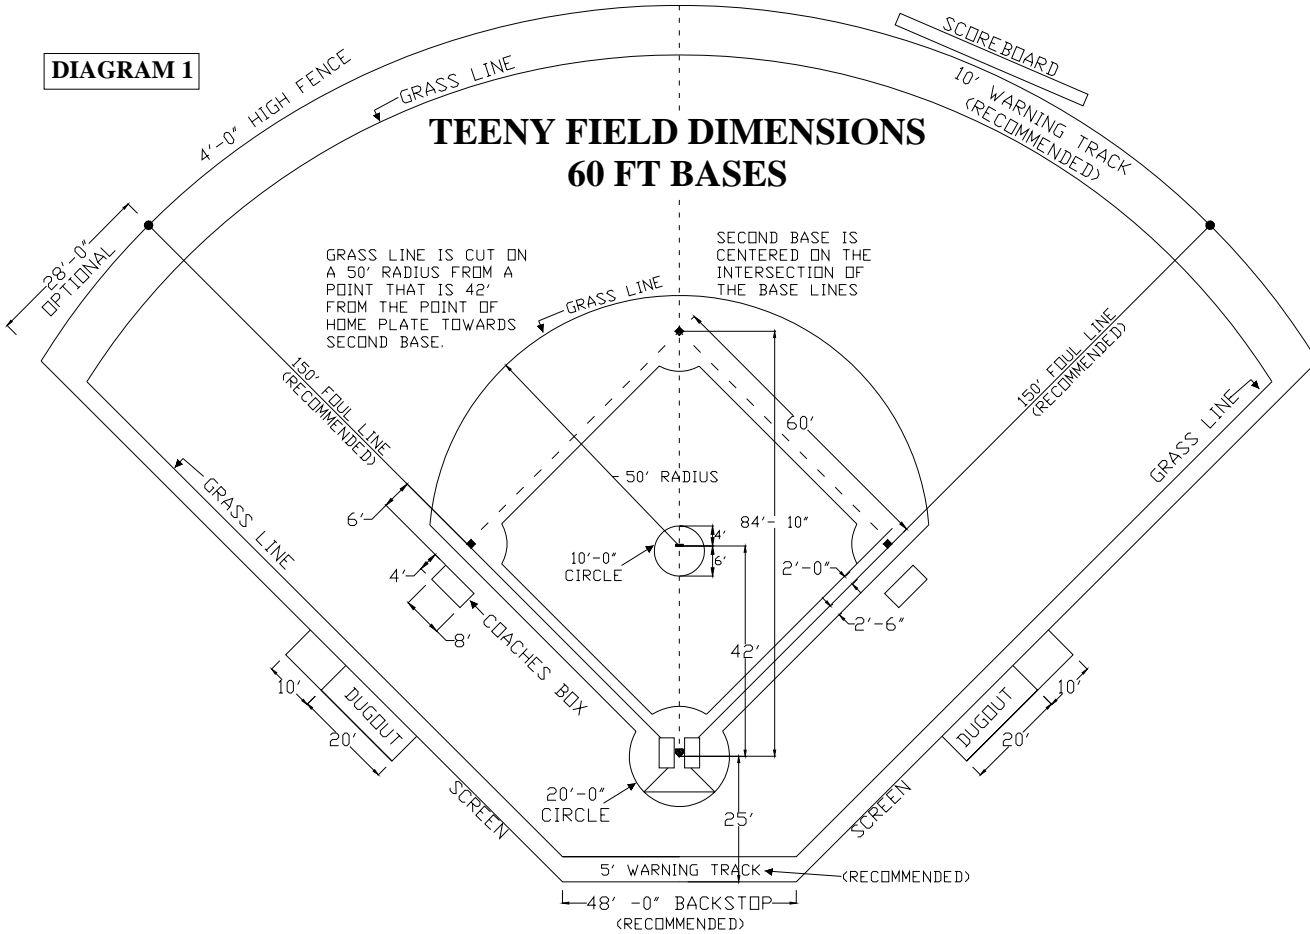 DIAGRAM 1
4'-0" HIGH FENCE
GRASS LINE
SCOREBOARD
10' WARNING TRACK
(RECOMMENDED)
TEENY FIELD DIMENSIONS
60 FT BASES
28'-0"
OPTIONAL
GRASS LINE IS CUT ON
A 50' RADIUS FROM A
POINT THAT IS 42'
FROM THE POINT OF
HOME PLATE TOWARDS
SECOND BASE.
SECOND BASE IS
CENTERED ON THE
INTERSECTION OF
THE BASE LINES
GRASS LINE
150' FOUL LINE
(RECOMMENDED)
150' FOUL LINE
(RECOMMENDED)
60'
GRASS LINE
GRASS LINE
50' RADIUS
6'
84'- 10"
4'
10'-0"
CIRCLE
6'
4'
2'-0"
8'
COACHES BOX
2'-6"
42'
10'
DUGOUT
20'
10'
DUGOUT
20'
SCREEN
SCREEN
20'-0"
CIRCLE
25'
5' WARNING TRACK
(RECOMMENDED)
48' -0" BACKSTOP
(RECOMMENDED)